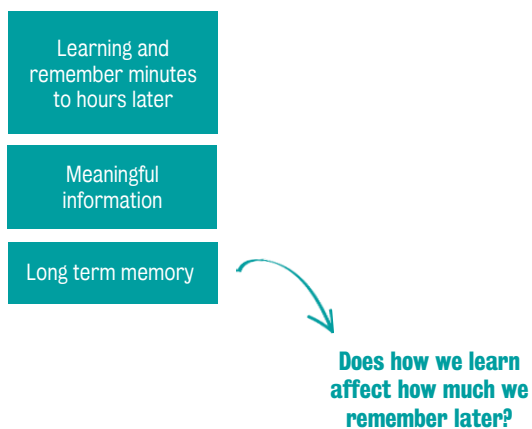 Learning and
remember minutes
to hours later
Meaningful
information
Long term memory
Does how we learn
affect how much we
remember later?